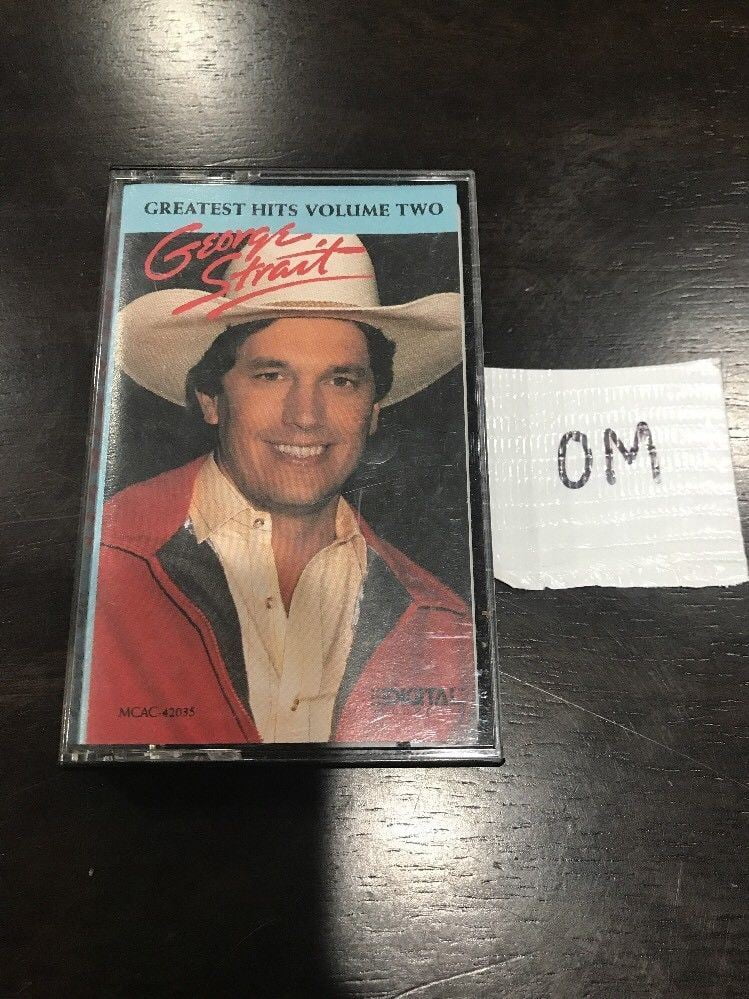 GREATEST HITS VOLUME TWO
George
Strait
OM
DIGITAL
MCAC-42035